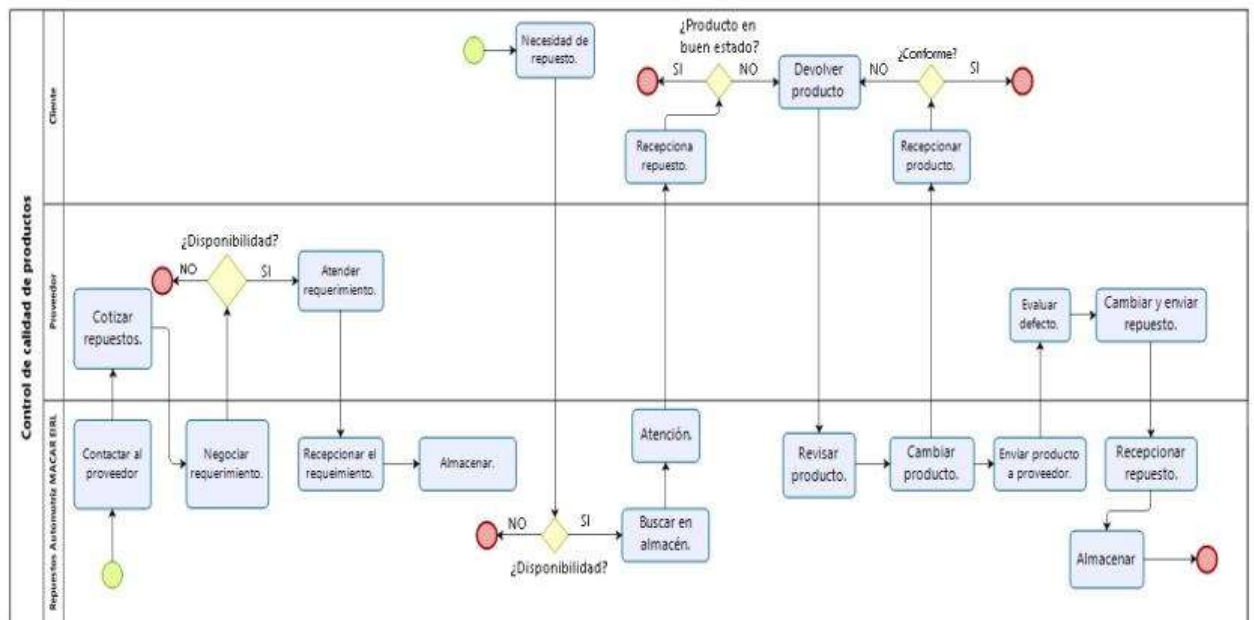 Control de calidad de productos
Cliente
Necesidad de
repuesto.
¿Producto en
buen estado?
SI
NO
Devolver
producto
NO
¿Conforme?
SI
Recepciona
repuesto.
Recepcionar
producto.
Proveedor
¿Disponibilidad?
NO
SI
Atender
requerimiento.
Cotizar
repuestos.
Evaluar
defecto.
Cambiar y enviar
repuesto.
Repuestos Automotriz MACAR EIRL
Contactar al
proveedor
Negociar
requerimiento.
Recepcionar el
requeimiento.
Almacenar.
Atención.
Revisar
producto.
Cambiar
producto.
Enviar producto
a proveedor.
Recepcionar
repuesto.
NO
SI
¿Disponibilidad?
Buscar en
almacén.
Almacenar